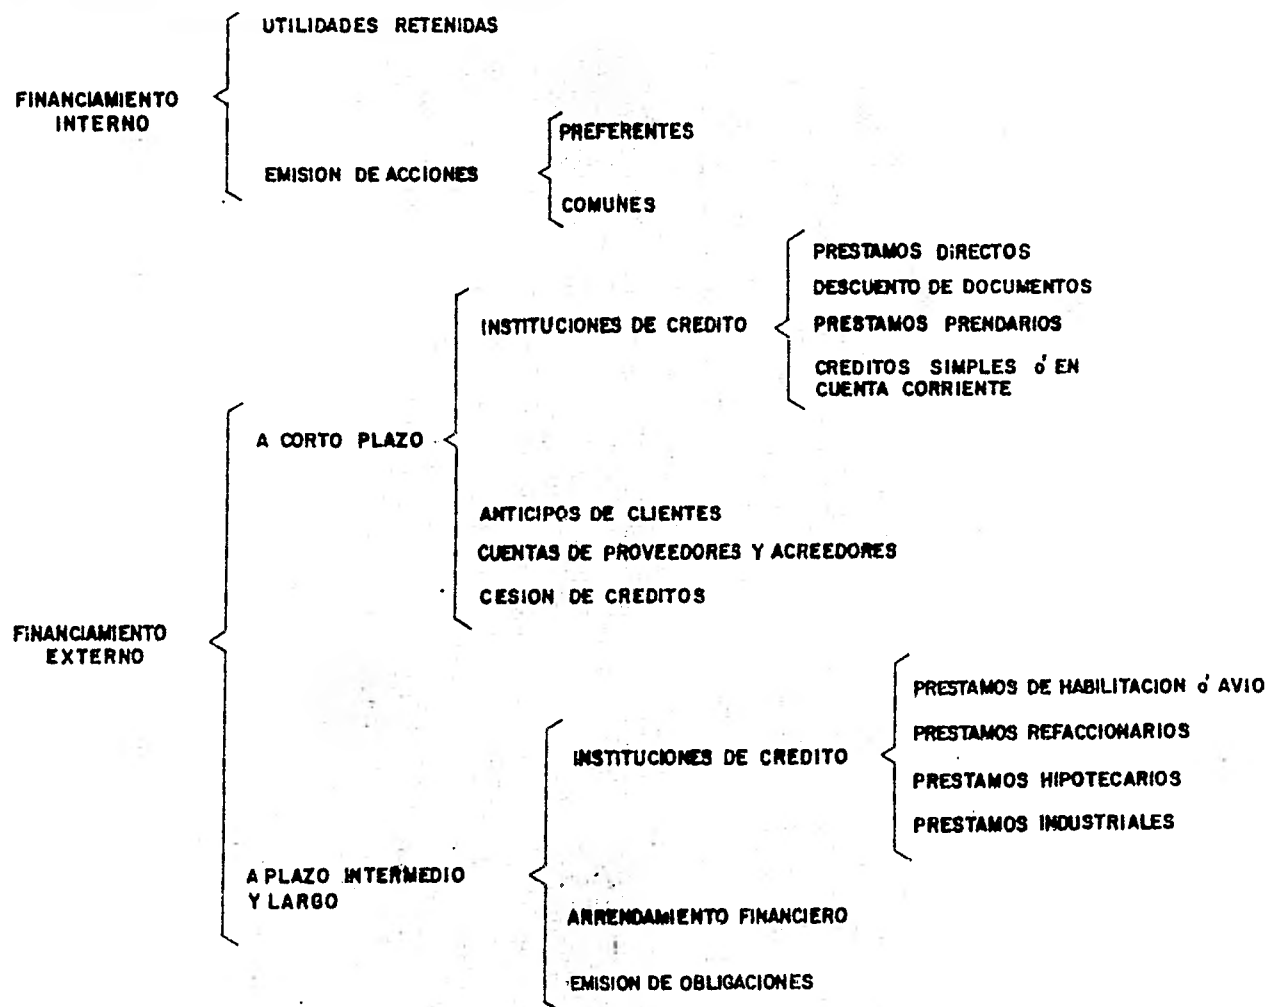 UTILIDADES RETENIDAS
FINANCIAMIENTO
INTERNO
EMISION DE ACCIONES
PREFERENTES
COMUNES
FINANCIAMIENTO
EXTERNO
A CORTO PLAZO
INSTITUCIONES DE CREDITO
PRESTAMOS DIRECTOS
DESCUENTO DE DOCUMENTOS
PRESTAMOS PRENDARIOS
CREDITOS SIMPLES ó EN
CUENTA CORRIENTE
ANTICIPOS DE CLIENTES
CUENTAS DE PROVEEDORES Y ACREEDORES
CESION DE CREDITOS
A PLAZO INTERMEDIO
Y LARGO
INSTITUCIONES DE CREDITO
PRESTAMOS DE HABILITACION ó AVIO
PRESTAMOS REFACCIONARIOS
PRESTAMOS HIPOTECARIOS
PRESTAMOS INDUSTRIALES
ARRENDAMIENTO FINANCIERO
EMISION DE OBLIGACIONES